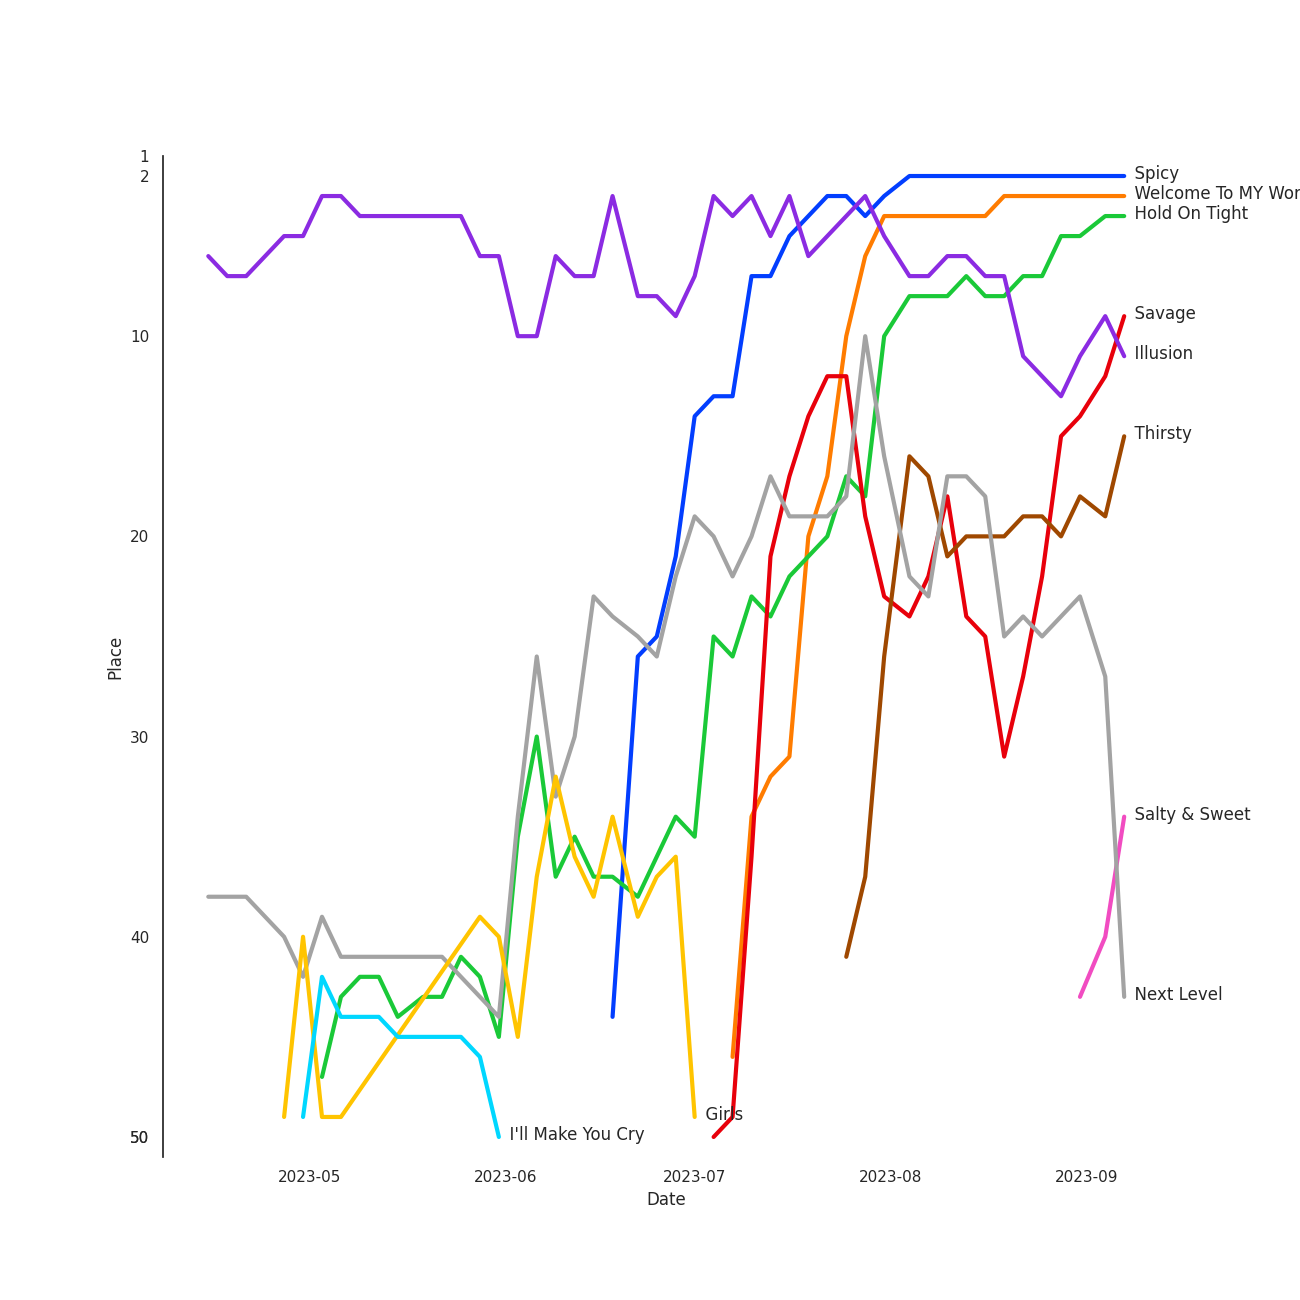 1
2
10
20
30
40
50
Place
2023-05
2023-06
2023-07
2023-08
2023-09
Date
Spicy
Welcome To MY Wor
Hold On Tight
Savage
Illusion
Thirsty
Salty & Sweet
Next Level
Girls
I'll Make You Cry